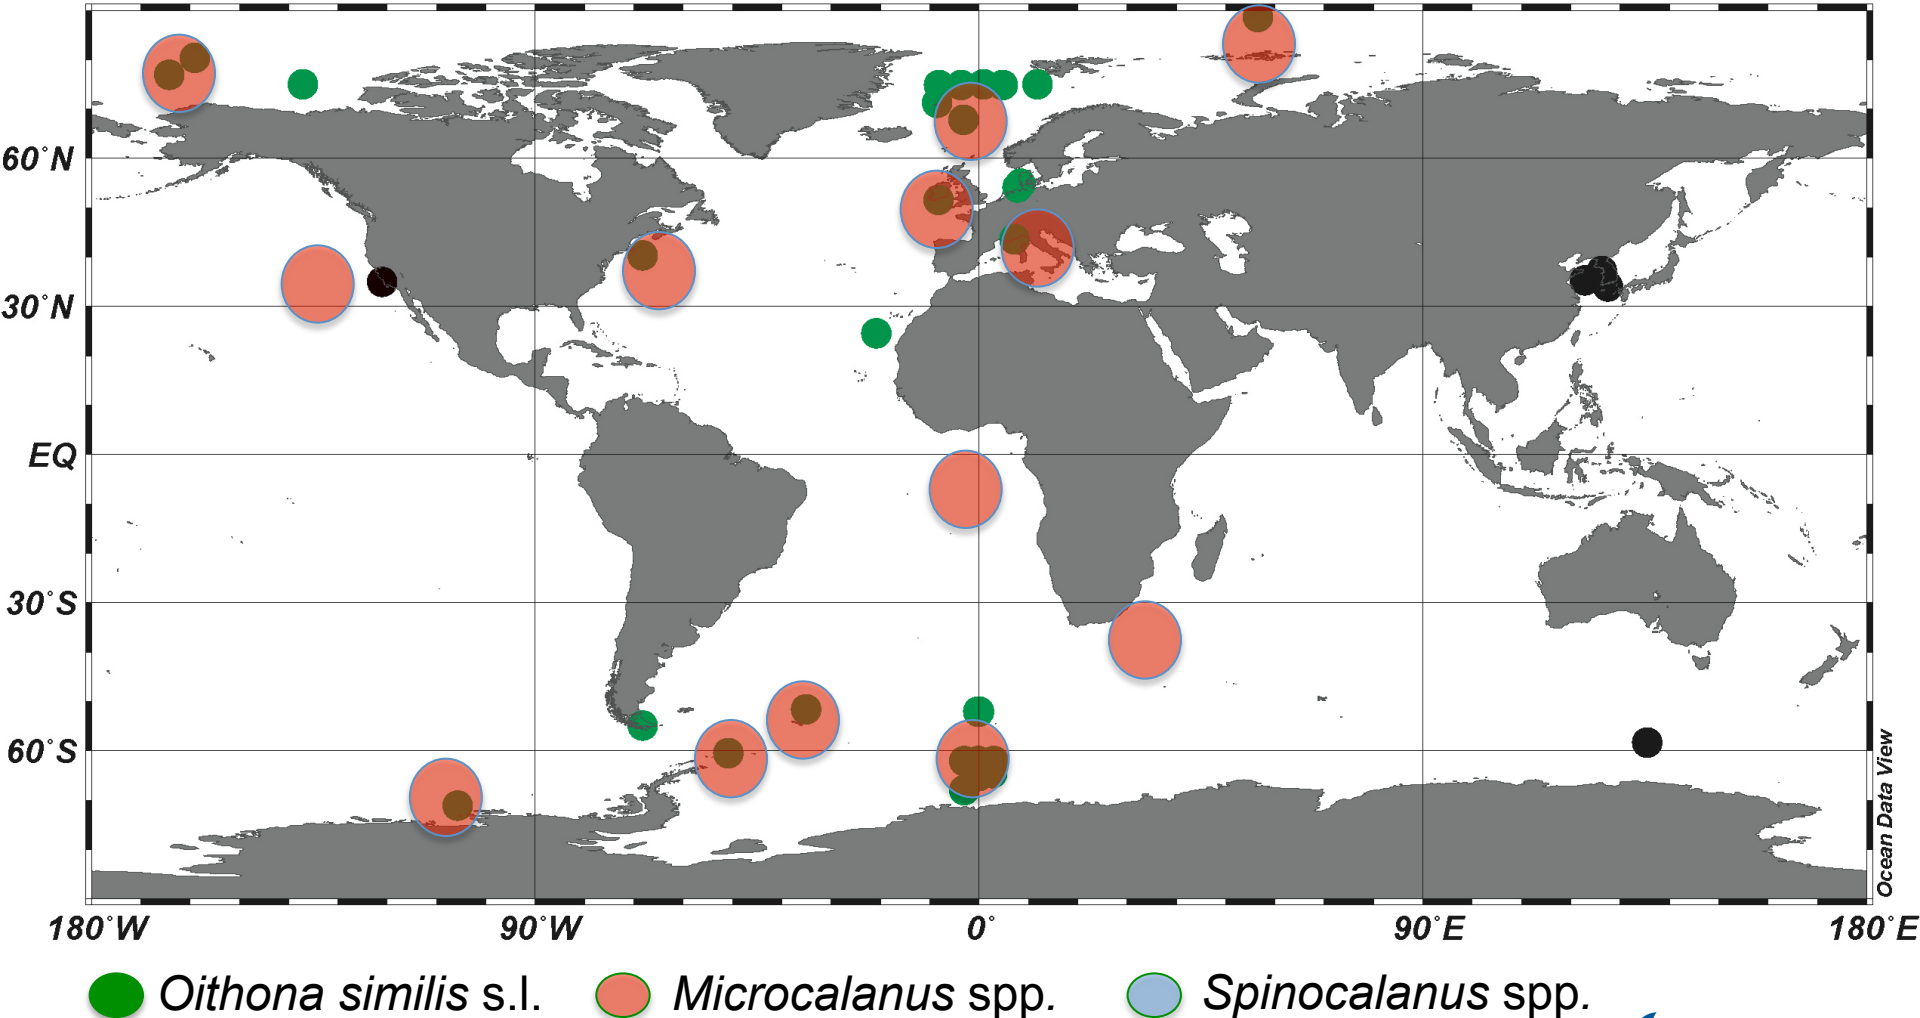 60°N
30°N
EQ
30°S
60°S
180°W
90°W
0°
90°E
180°E
Ocean Data View
Oithona similis s.l.
Microcalanus spp.
Spinocalanus spp.